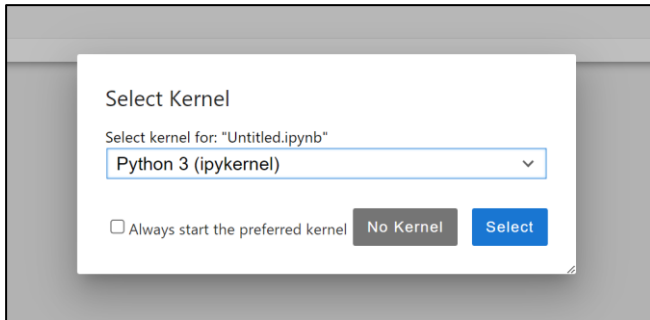 Select Kernel
Select kernel for: "Untitled.ipynb"
Python 3 (ipykernel)
Always start the preferred kernel No Kernel Select